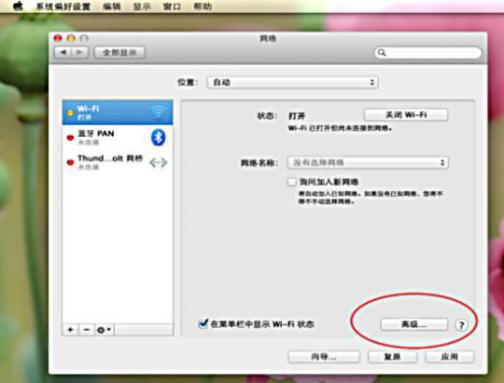 系统偏好设置 编辑 显示 窗口 帮助
网络
全部显示
位置: 自动
Wi-Fi
打开
蓝牙 PAN
未连接
Thund...olt 网桥
未连接
状态: 打开
关闭 Wi-Fi
Wi-Fi 已打开但尚未连接到网络。
网络名称: 没有选择网络
询问加入新网络
将自动加入已知网络。如果没有已知网络，您将不
得不手动选择网络。
在菜单栏中显示 Wi-Fi 状态
高级... ?
向导... 复原 应用